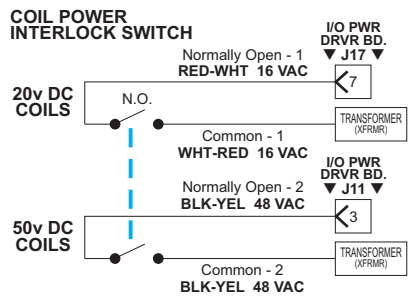 COIL POWER
INTERLOCK SWITCH
I/O PWR
DRVR BD.
▼ J17 ▼
Normally Open - 1
RED-WHT 16 VAC
7
20v DC
COILS
N.O.
TRANSFORMER
(XFRMR)
Common - 1
WHT-RED 16 VAC
I/O PWR
DRVR BD.
▼ J11 ▼
Normally Open - 2
BLK-YEL 48 VAC
3
50v DC
COILS
TRANSFORMER
(XFRMR)
Common - 2
BLK-YEL 48 VAC